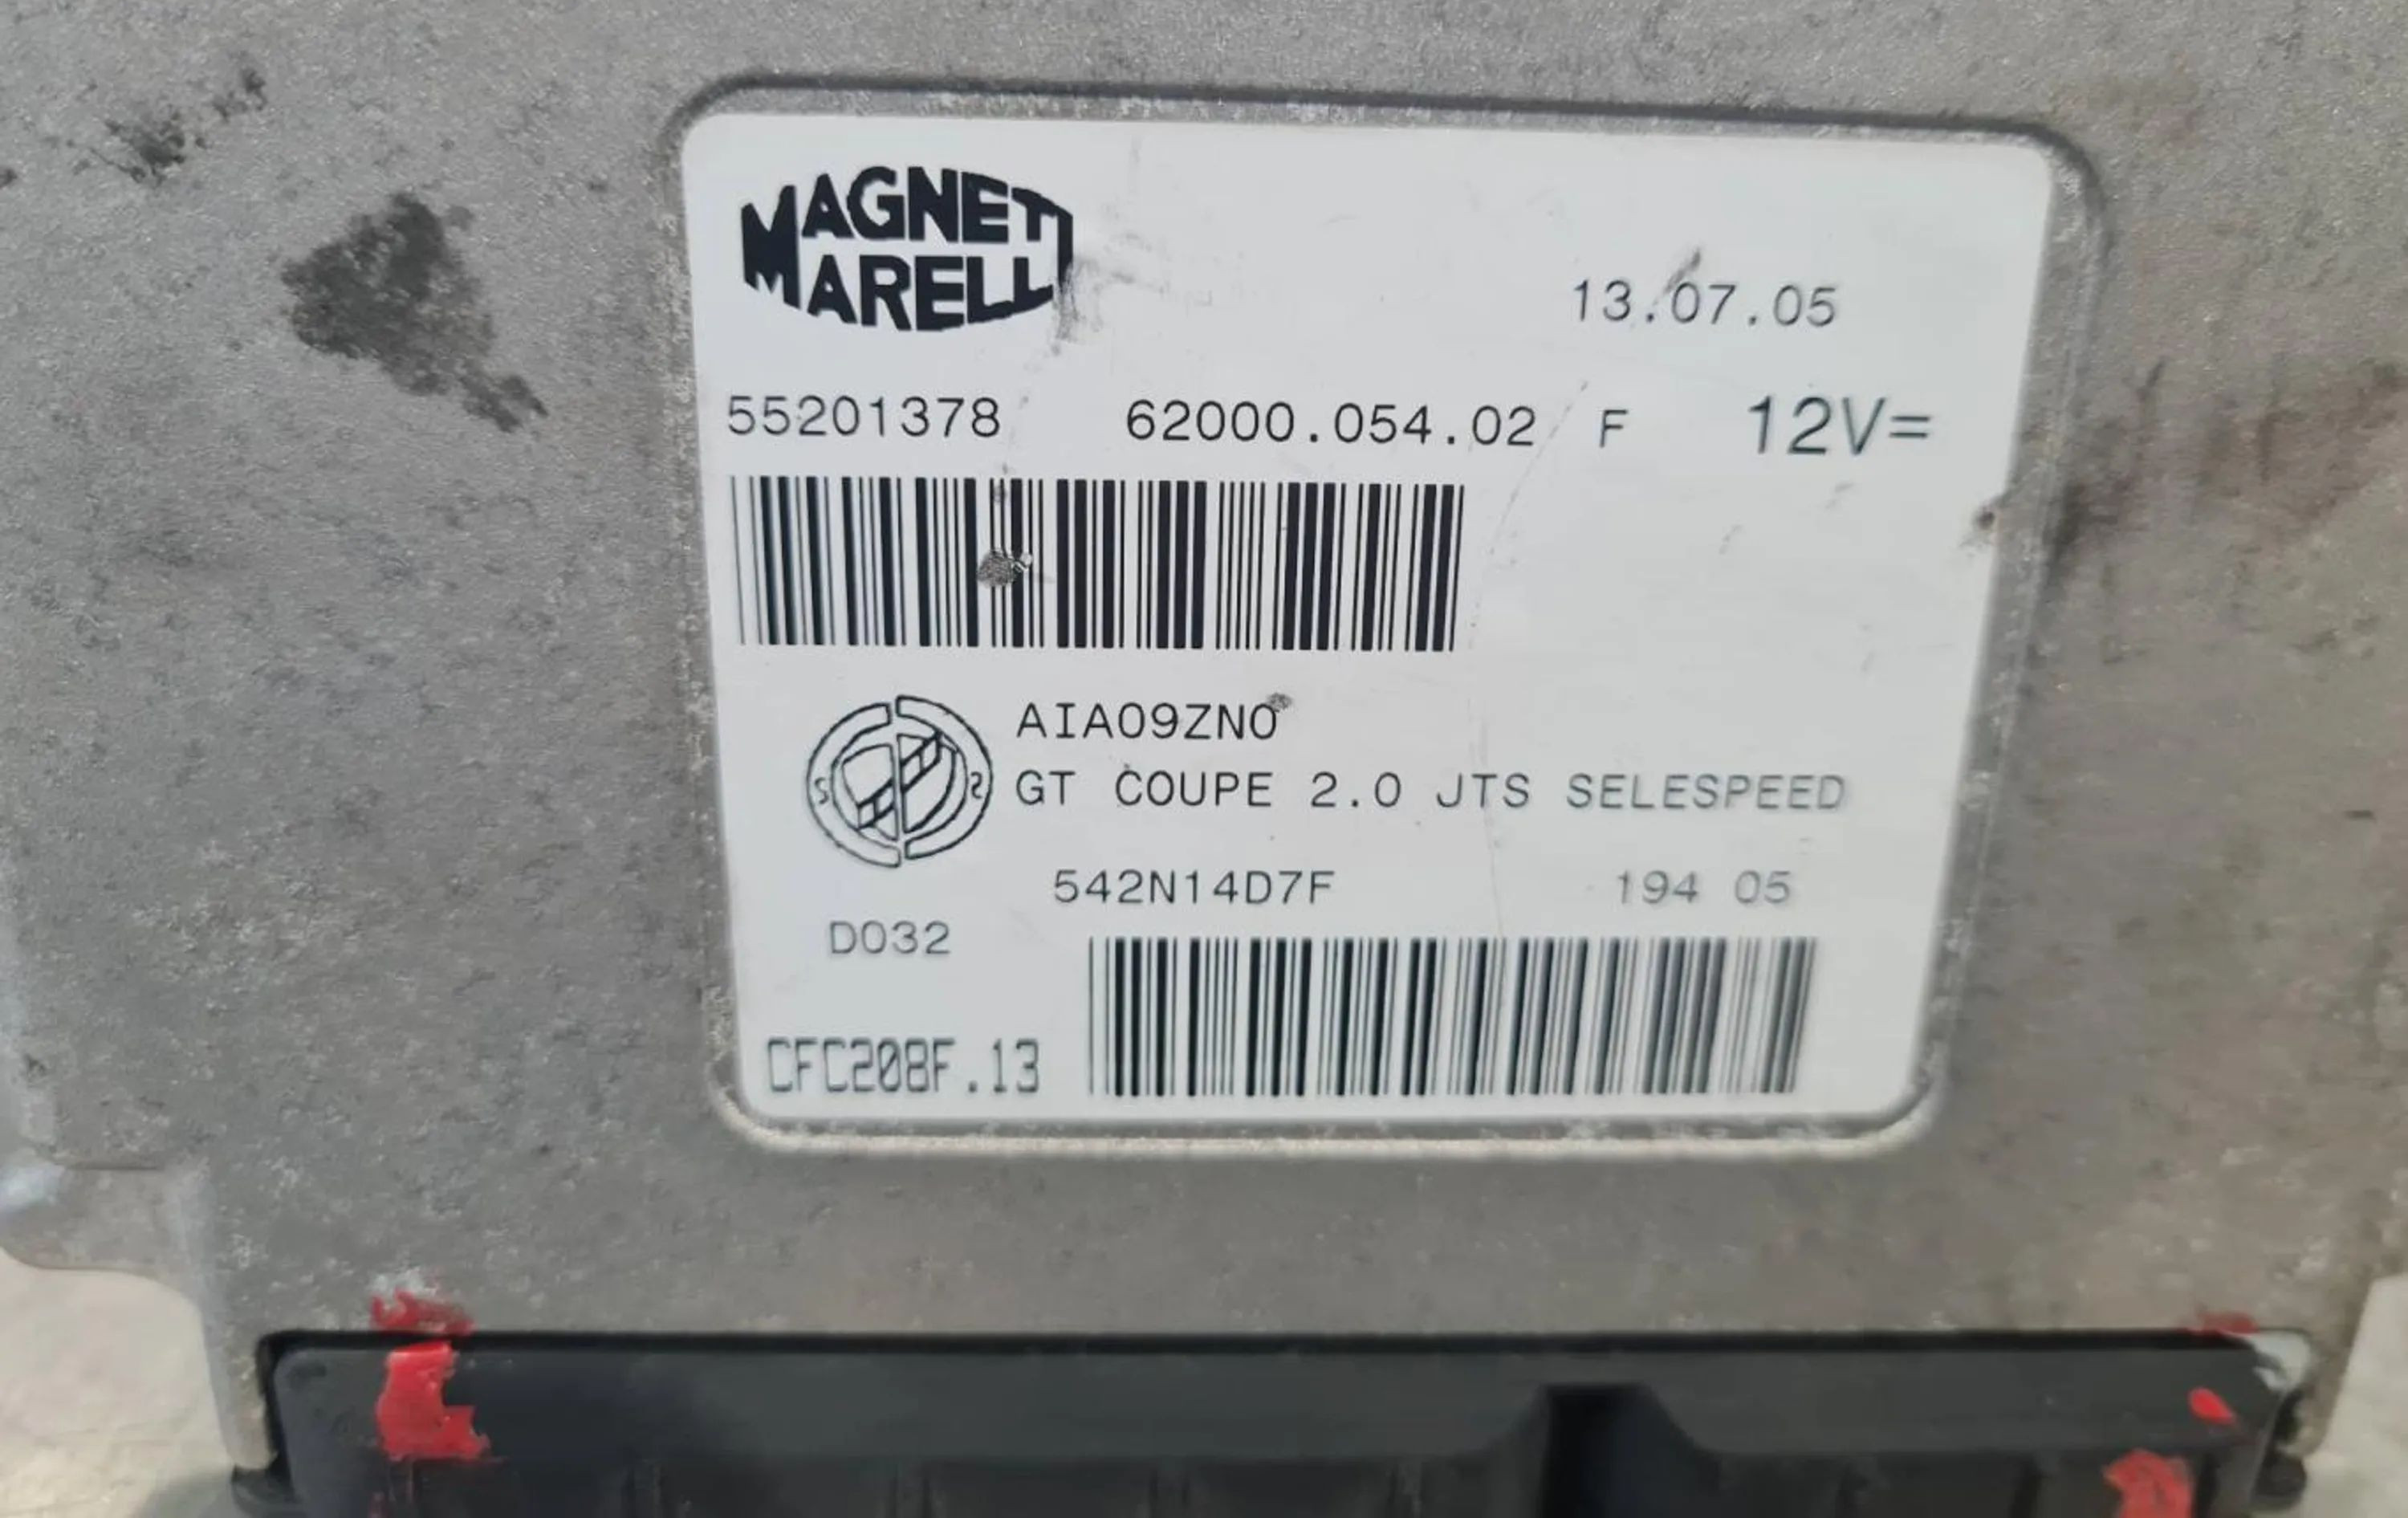 MAGNETI
MARELLI
13.07.05
55201378 62000.054.02 F 12V=
AIA09ZN0
GT COUPE 2.0 JTS SELESPEED
542N14D7F 194 05
D032
CFC208F.13